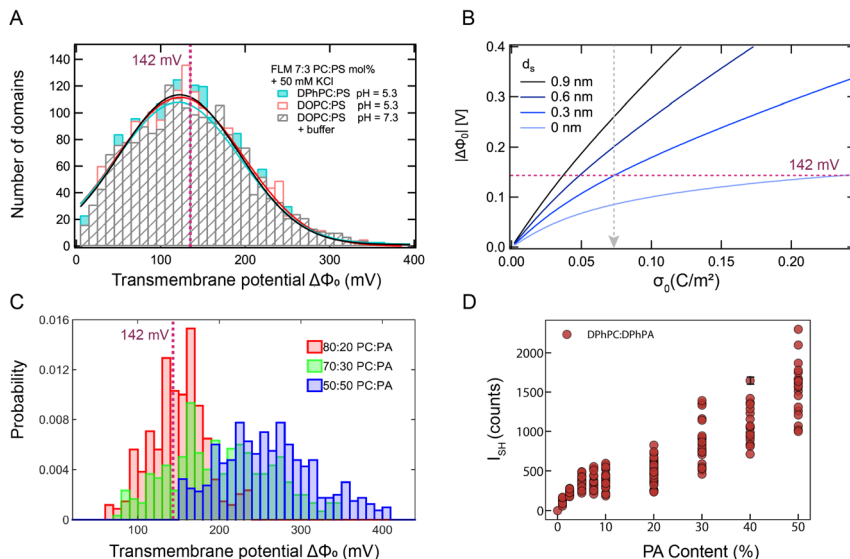 A
142 mV
FLM 7:3 PC:PS mol%
+ 50 mM KCl
DPhPC:PS pH = 5.3
DOPC:PS pH = 5.3
DOPC:PS pH = 7.3
+ buffer
Number of domains
140
120
100
80
60
40
20
0
0 100 200 300 400
Transmembrane potential ΔΦ₀ (mV)
B
dₛ
0.9 nm
0.6 nm
0.3 nm
0 nm
142 mV
|ΔΦ₀| [V]
0.4
0.3
0.2
0.1
0.0
0.00 0.05 0.10 0.15 0.20
σ₀(C/m²)
C
142 mV
80:20 PC:PA
70:30 PC:PA
50:50 PC:PA
Probability
0.016
0.012
0.008
0.004
0
100 200 300 400
Transmembrane potential ΔΦ₀ (mV)
D
DPhPC:DPhPA
I_SH (counts)
2000
1500
1000
500
0
0 10 20 30 40 50
PA Content (%)